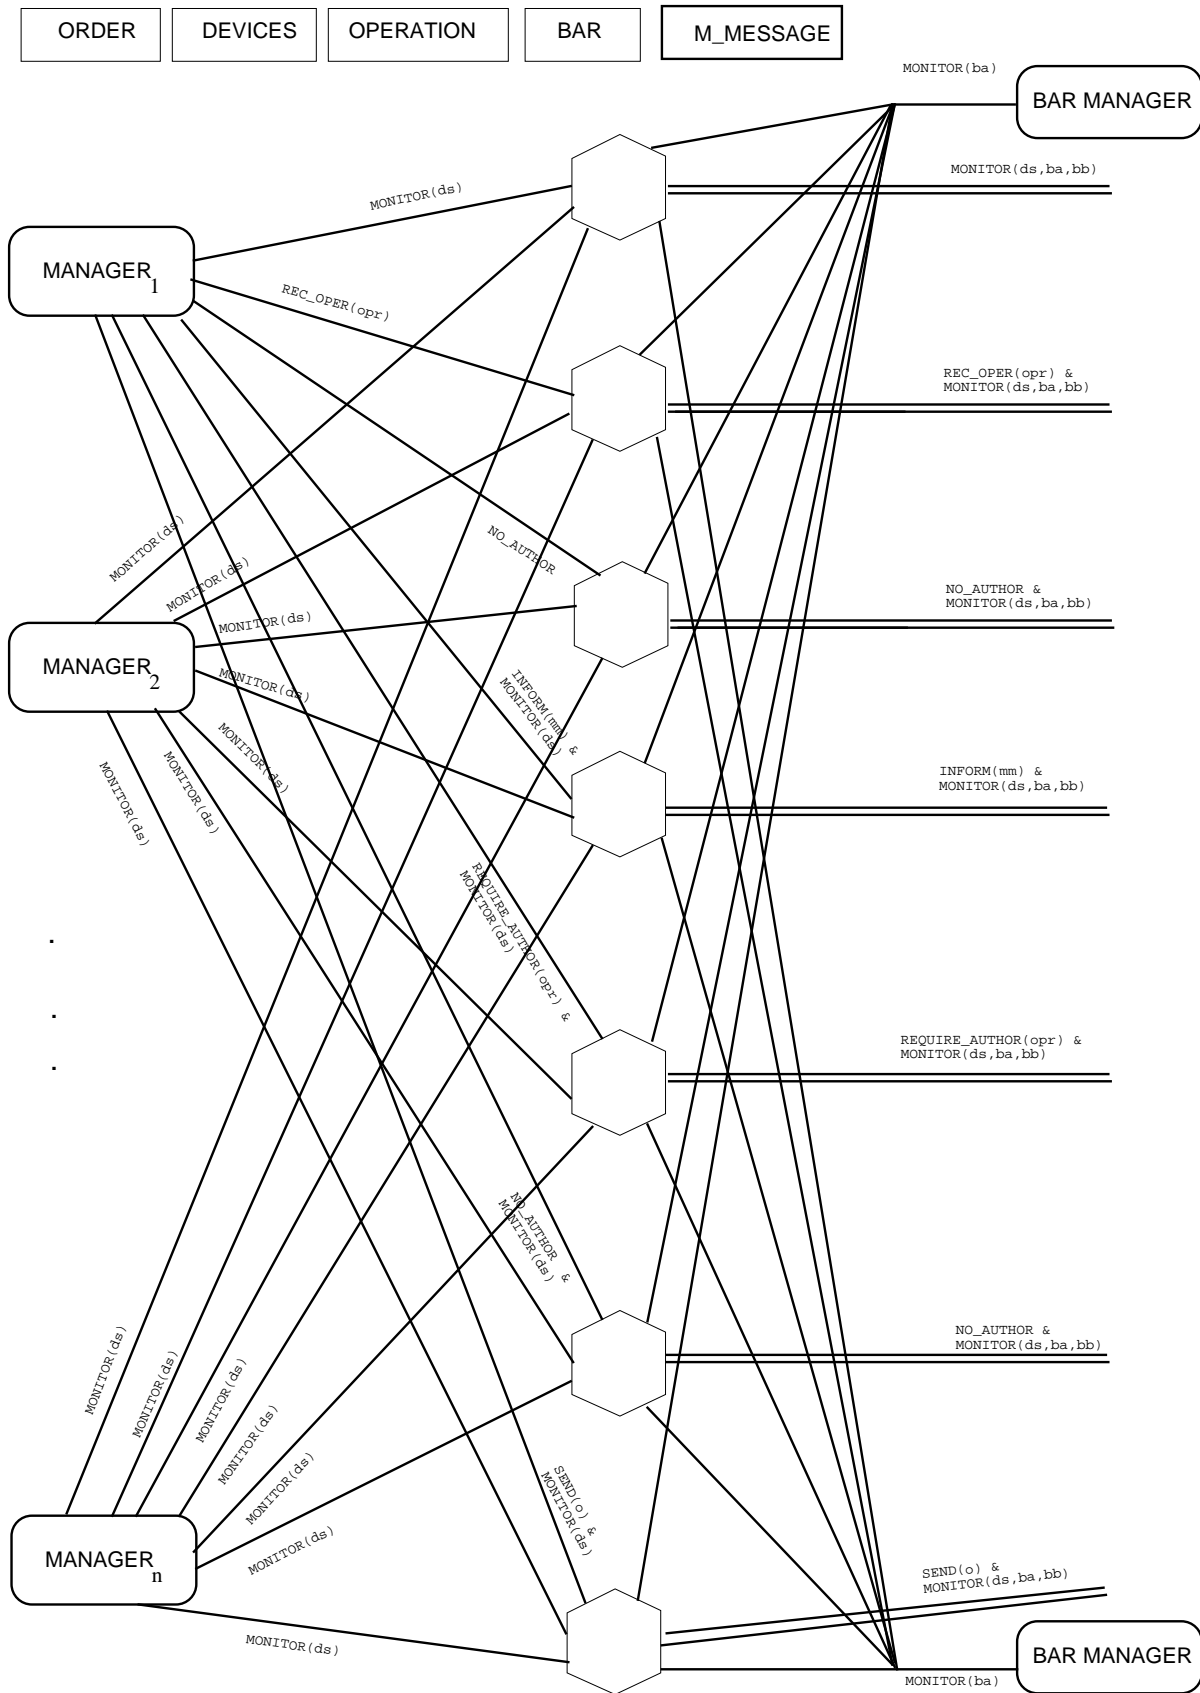 ORDER
DEVICES
OPERATION
BAR
M_MESSAGE
MONITOR(ba)
BAR MANAGER
MONITOR(ds,ba,bb)
MONITOR(ds)
MANAGER
1
REC_OPER(opr)
REC_OPER(opr) &
MONITOR(ds,ba,bb)
MONITOR(ds)
MONITOR(ds)
NO_AUTHOR
NO_AUTHOR &
MONITOR(ds,ba,bb)
MONITOR(ds)
MANAGER
2
MONITOR(ds)
INFORM(mm) &
MONITOR(ds)
MONITOR(ds)
MONITOR(ds)
MONITOR(ds)
INFORM(mm) &
MONITOR(ds,ba,bb)
REQUIRE_AUTHOR(opr) &
MONITOR(ds)
.
.
.
REQUIRE_AUTHOR(opr) &
MONITOR(ds,ba,bb)
NO_AUTHOR &
MONITOR(ds)
NO_AUTHOR &
MONITOR(ds,ba,bb)
MONITOR(ds)
MONITOR(ds)
MONITOR(ds)
MONITOR(ds)
MONITOR(ds)
MONITOR(ds)
SEND(o) &
MONITOR(ds)
MANAGER
n
MONITOR(ds)
SEND(o) &
MONITOR(ds,ba,bb)
BAR MANAGER
MONITOR(ba)